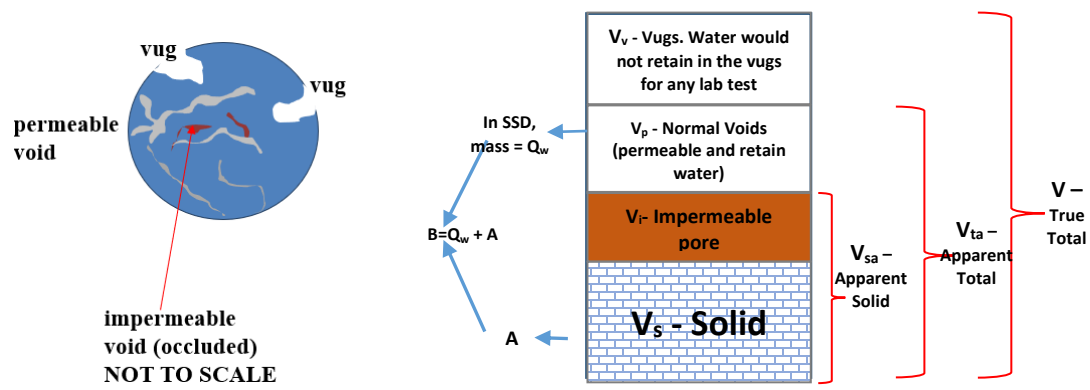 vug
vug
permeable
void
impermeable
void (occluded)
NOT TO SCALE
In SSD,
mass = Qw
B=Qw + A
A
Vv - Vugs. Water would
not retain in the vugs
for any lab test
Vp - Normal Voids
(permeable and retain
water)
Vi- Impermeable
pore
Vs - Solid
Vsa –
Apparent
Solid
Vta –
Apparent
Total
V –
True
Total